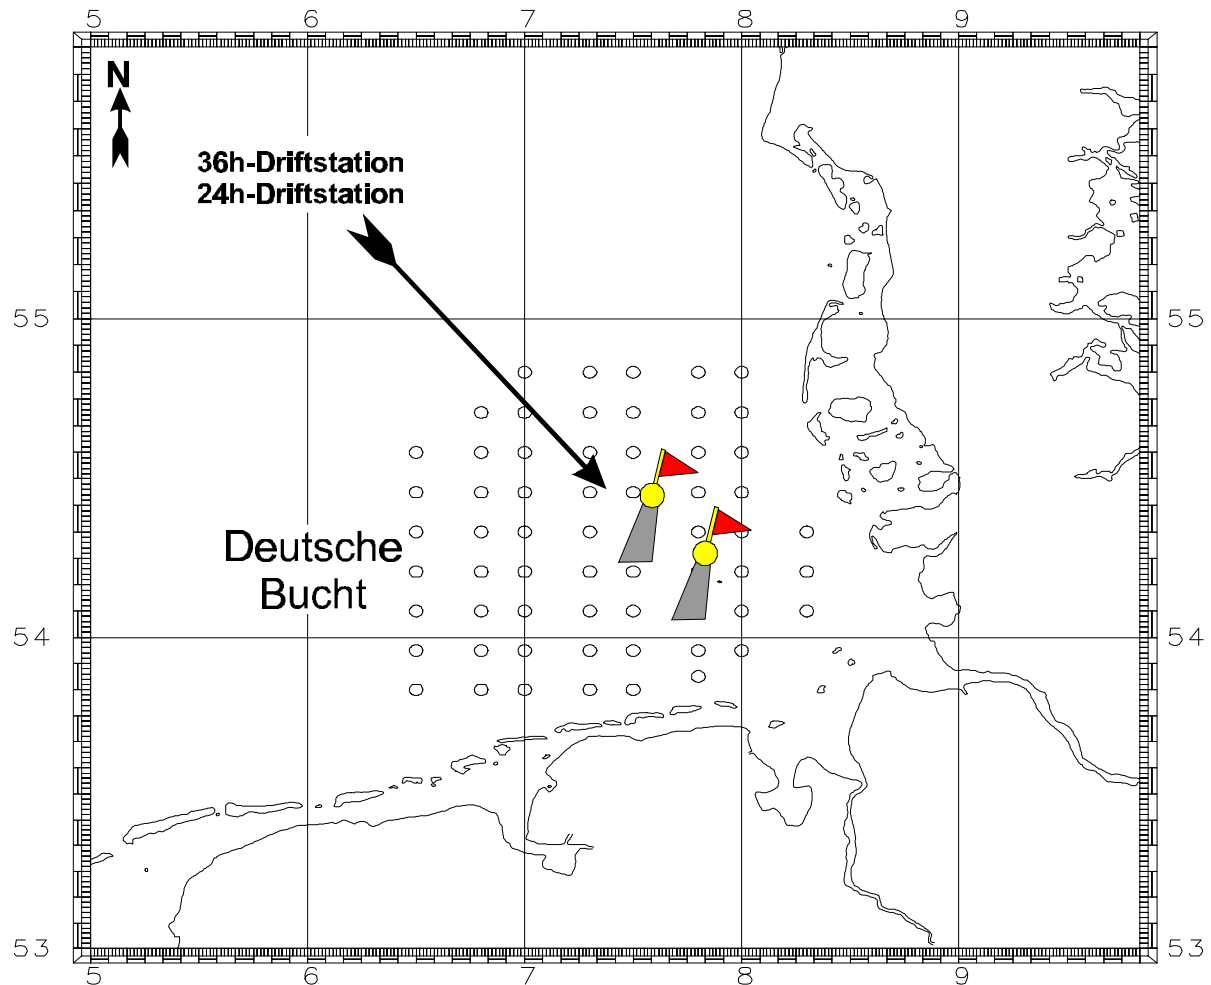 5 6 7 8 9
N
36h-Driftstation
24h-Driftstation
55 55
Deutsche
Bucht
54 54
53 53
5 6 7 8 9